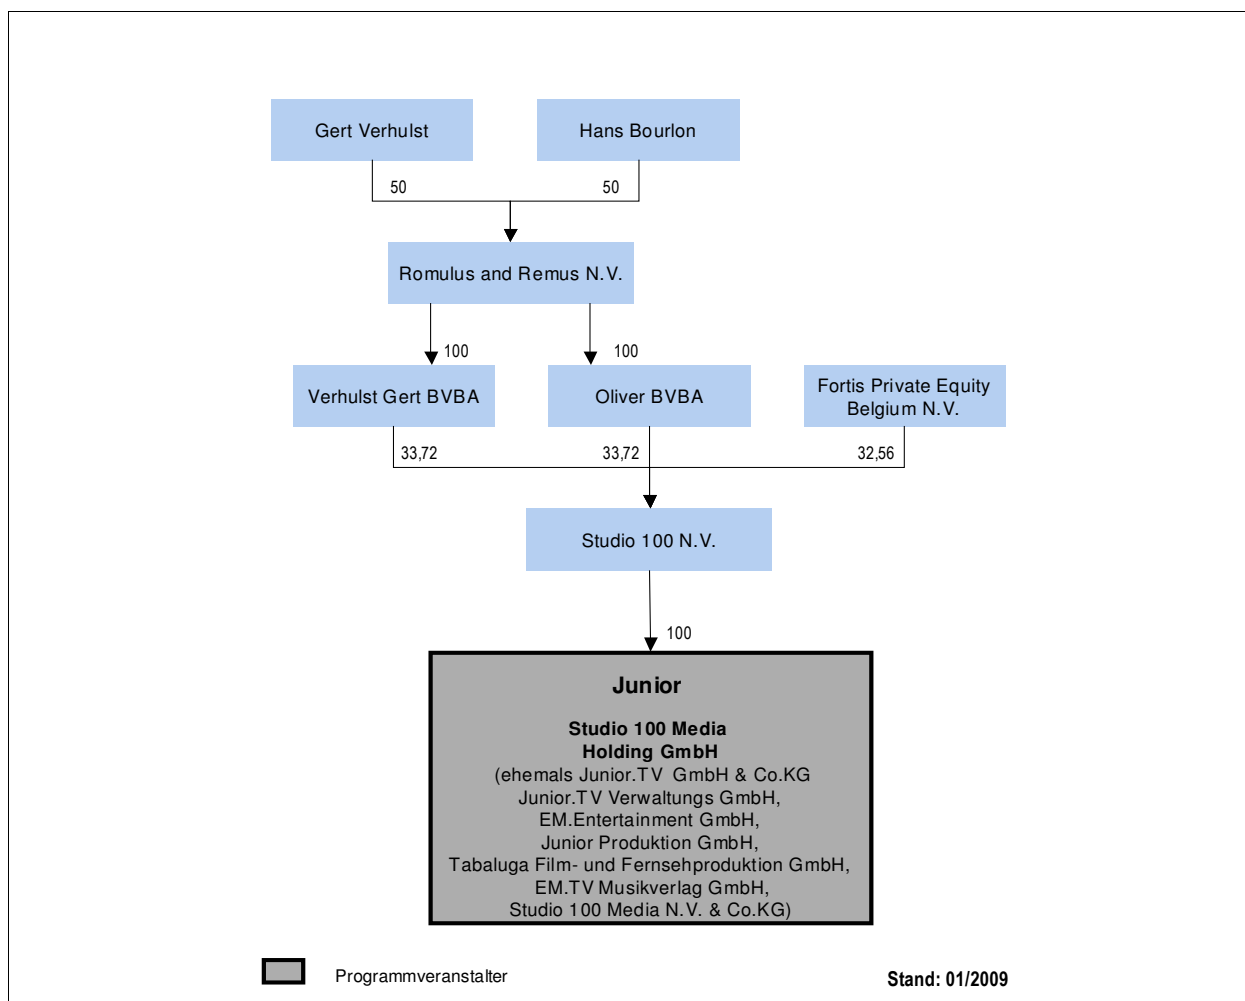 Gert Verhulst
Hans Bourlon
50
50
Romulus and Remus N.V.
100
100
Verhulst Gert BVBA
Oliver BVBA
Fortis Private Equity
Belgium N.V.
33,72
33,72
32,56
Studio 100 N.V.
100
Junior
Studio 100 Media
Holding GmbH
(ehemals Junior.TV GmbH & Co.KG
Junior.TV Verwaltungs GmbH,
EM.Entertainment GmbH,
Junior Produktion GmbH,
Tabaluga Film- und Fernsehproduktion GmbH,
EM.TV Musikverlag GmbH,
Studio 100 Media N.V. & Co.KG)
Programmveranstalter
Stand: 01/2009